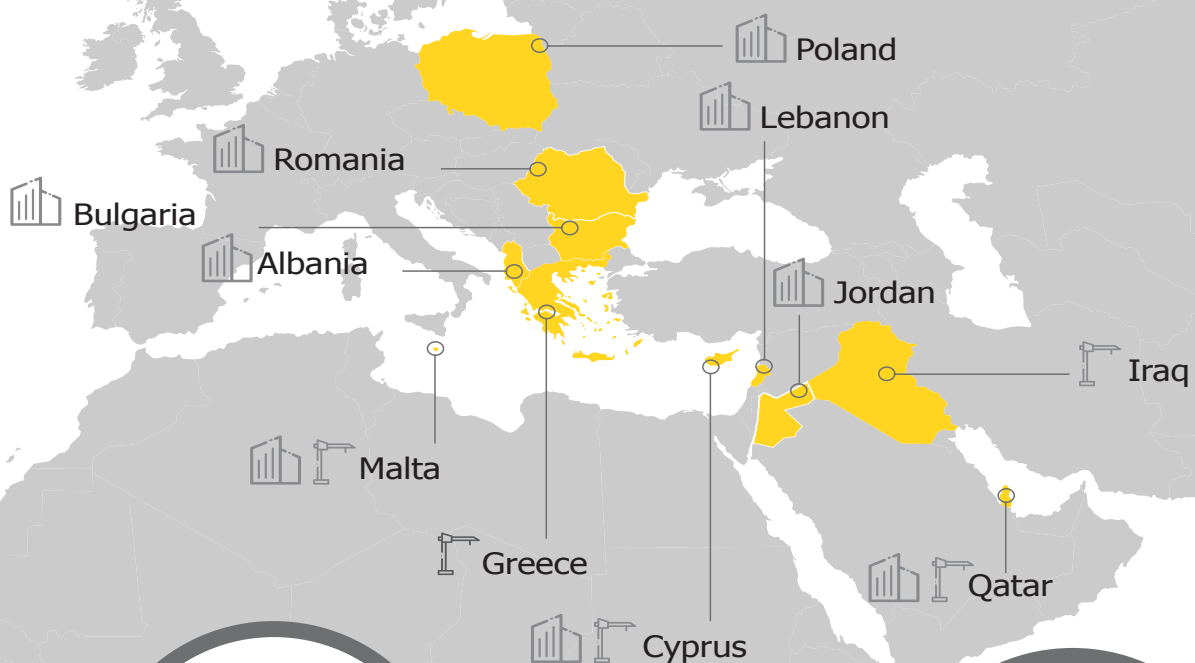 Poland
Lebanon
Romania
Bulgaria
Albania
Jordan
Iraq
Malta
Greece
Qatar
Cyprus